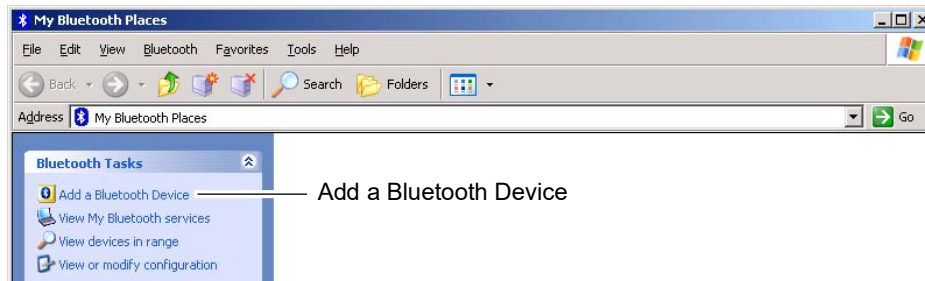 My Bluetooth Places
File Edit View Bluetooth Favorites Tools Help
Back Search Folders
Address My Bluetooth Places Go
Bluetooth Tasks
Add a Bluetooth Device Add a Bluetooth Device
View My Bluetooth services
View devices in range
View or modify configuration